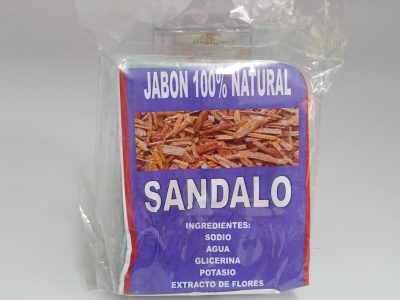 JABON 100% NATURAL
SANDALO
INGREDIENTES:
SODIO
AGUA
GLICERINA
POTASIO
EXTRACTO DE FLORES